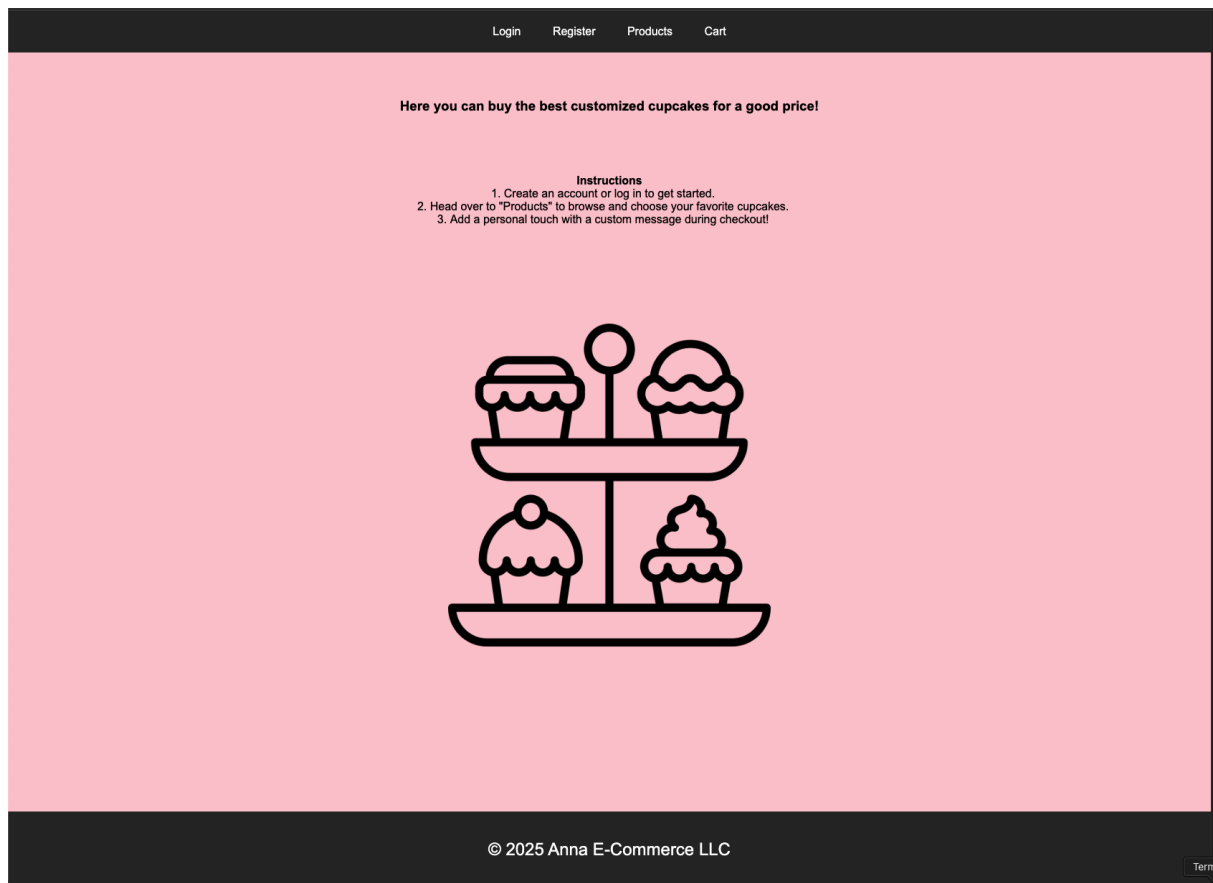 Login Register Products Cart
Here you can buy the best customized cupcakes for a good price!
Instructions
1. Create an account or log in to get started.
2. Head over to "Products" to browse and choose your favorite cupcakes.
3. Add a personal touch with a custom message during checkout!
© 2025 Anna E-Commerce LLC